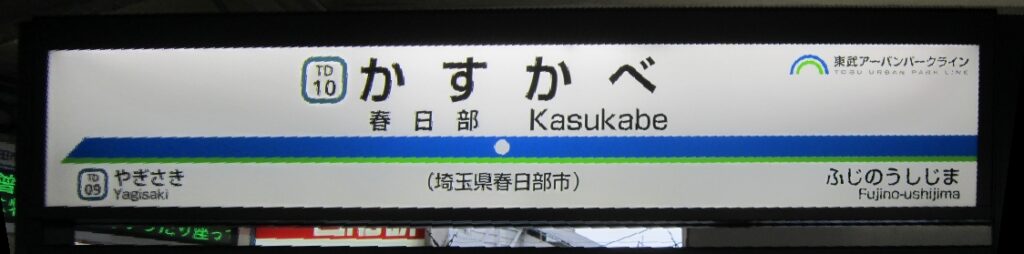 TD
10
かすかべ
春日部 Kasukabe
東武アーバンパークライン
TOBU URBAN PARK LINE
TD
09
やぎさき
Yagisaki
(埼玉県春日部市)
ふじのうしじま
Fujino-ushijima